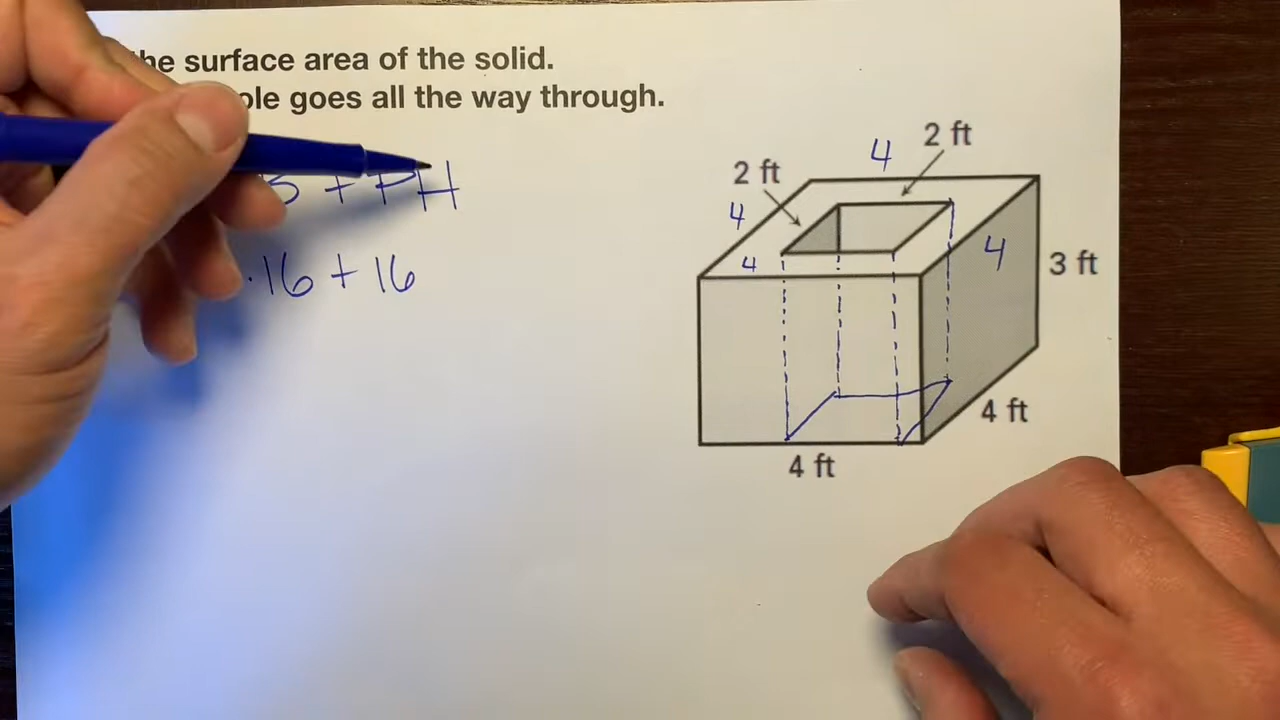 the surface area of the solid.
goes all the way through.
+ PH
·16 + 16
2 ft
4
2 ft
4
4
4
3 ft
4 ft
4 ft